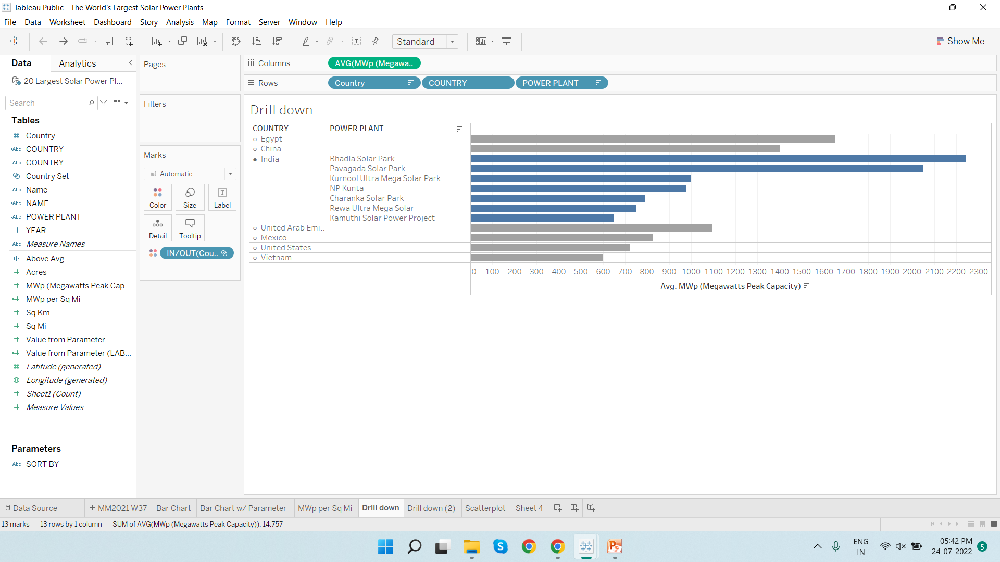 Tableau Public - The World's Largest Solar Power Plants
File Data Worksheet Dashboard Story Analysis Map Format Server Window Help
Standard
Show Me
Data Analytics
20 Largest Solar Power Pl...
Search
Tables
Country
Abc COUNTRY
Abc COUNTRY
Country Set
Abc Name
Abc NAME
Abc POWER PLANT
# YEAR
Abc Measure Names
T|F Above Avg
# Acres
# MWp (Megawatts Peak Cap...
# MWp per Sq Mi
# Sq Km
# Sq Mi
# Value from Parameter
# Value from Parameter (LAB...
Latitude (generated)
Longitude (generated)
# Sheet1 (Count)
# Measure Values
Parameters
Abc SORT BY
Pages
Filters
Marks
Automatic
Color Size Label
Detail Tooltip
IN/OUT(Cou..
Columns AVG(MWp (Megawa..
Rows Country COUNTRY POWER PLANT
Drill down
COUNTRY POWER PLANT
○ Egypt
○ China
● India Bhadla Solar Park
Pavagada Solar Park
Kurnool Ultra Mega Solar Park
NP Kunta
Charanka Solar Park
Rewa Ultra Mega Solar
Kamuthi Solar Power Project
○ United Arab Emi..
○ Mexico
○ United States
○ Vietnam
0 100 200 300 400 500 600 700 800 900 1000 1100 1200 1300 1400 1500 1600 1700 1800 1900 2000 2100 2200 2300
Avg. MWp (Megawatts Peak Capacity)
Data Source MM2021 W37 Bar Chart Bar Chart w/ Parameter MWp per Sq Mi Drill down Drill down (2) Scatterplot Sheet 4
13 marks 13 rows by 1 column SUM of AVG(MWp (Megawatts Peak Capacity)): 14,757
ENG
IN
05:42 PM
24-07-2022
5